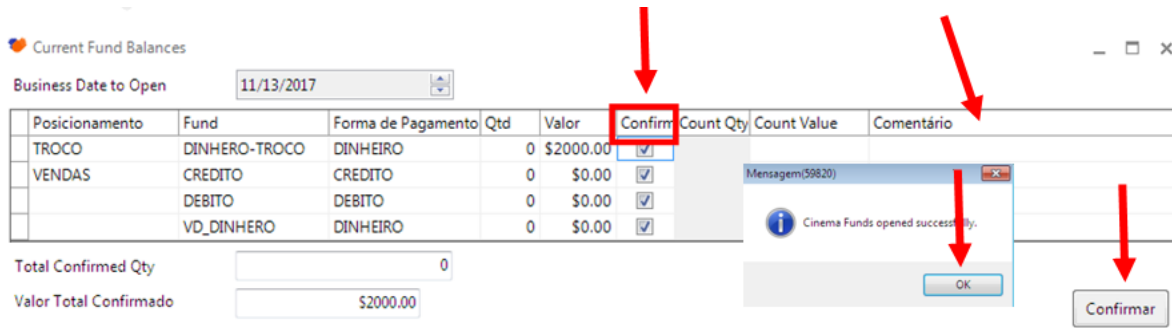 Current Fund Balances
Business Date to Open 11/13/2017
Posicionamento Fund Forma de Pagamento Qtd Valor Confirm Count Qty Count Value Comentário
TROCO DINHERO-TROCO DINHEIRO 0 $2000.00
VENDAS CREDITO CREDITO 0 $0.00
DEBITO DEBITO 0 $0.00
VD_DINHERO DINHEIRO 0 $0.00
Mensagem(59820)
Cinema Funds opened successfully.
OK
Total Confirmed Qty 0
Valor Total Confirmado $2000.00
Confirmar